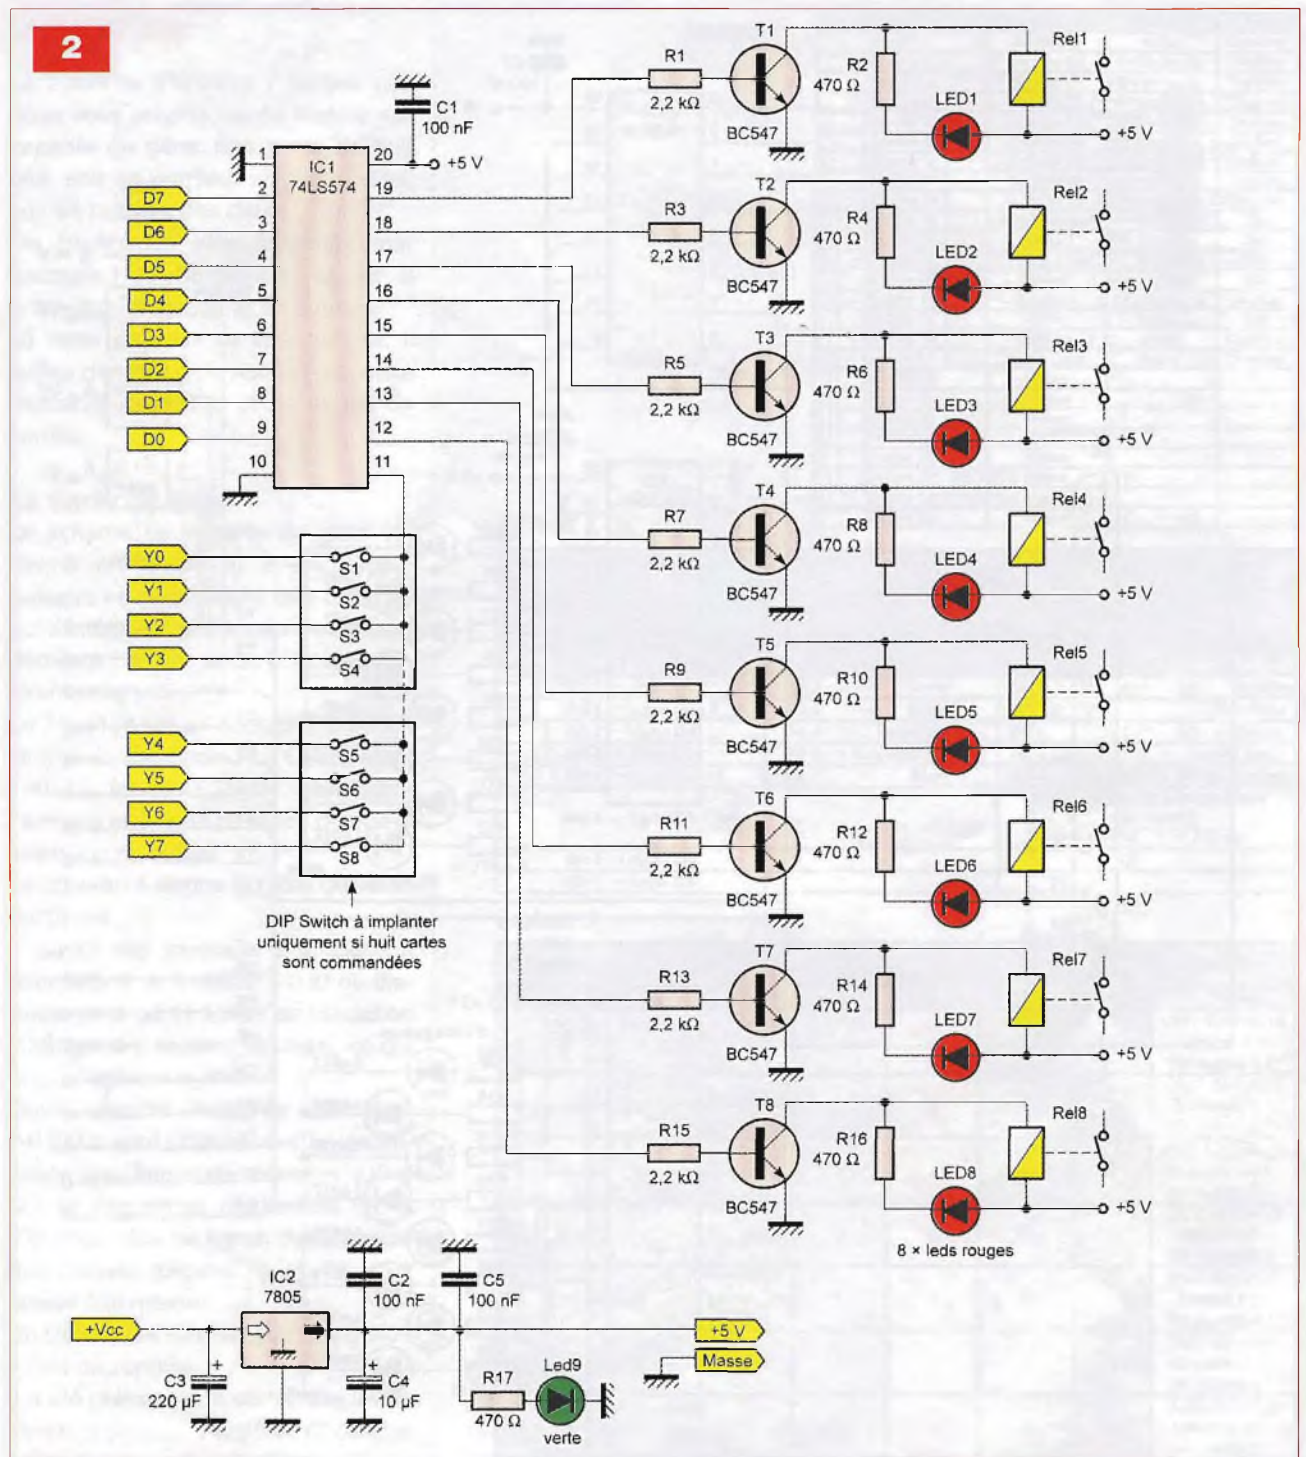 2
T1
R1
2,2 kΩ
BC547
R2
470 Ω
LED1
Rel1
+5 V
C1
100 nF
+5 V
IC1
74LS574
1
2
3
4
5
6
7
8
9
10
20
19
18
17
16
15
14
13
12
11
D7
D6
D5
D4
D3
D2
D1
D0
T2
R3
2,2 kΩ
BC547
R4
470 Ω
LED2
Rel2
+5 V
T3
R5
2,2 kΩ
BC547
R6
470 Ω
LED3
Rel3
+5 V
T4
R7
2,2 kΩ
BC547
R8
470 Ω
LED4
Rel4
+5 V
Y0
Y1
Y2
Y3
S1
S2
S3
S4
T5
R9
2,2 kΩ
BC547
R10
470 Ω
LED5
Rel5
+5 V
Y4
Y5
Y6
Y7
S5
S6
S7
S8
DIP Switch à implanter
uniquement si huit cartes
sont commandées
T6
R11
2,2 kΩ
BC547
R12
470 Ω
LED6
Rel6
+5 V
T7
R13
2,2 kΩ
BC547
R14
470 Ω
LED7
Rel7
+5 V
T8
R15
2,2 kΩ
BC547
R16
470 Ω
LED8
Rel8
+5 V
8 × leds rouges
+Vcc
C3
220 µF
+
IC2
7805
C2
100 nF
+
C4
10 µF
C5
100 nF
R17
470 Ω
Led9
verte
+5 V
Masse